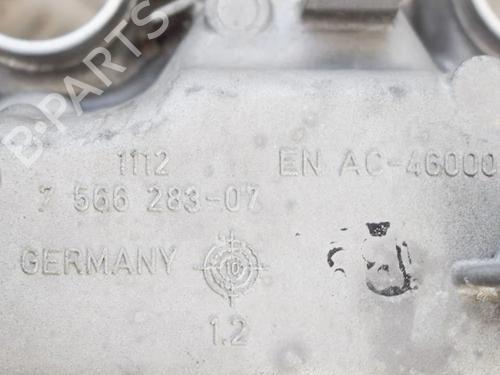 1112 EN AC-46000
7 566 283-07
GERMANY 10
1.2
B-PARTS